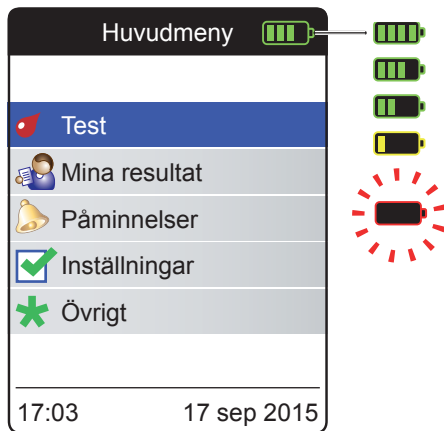 Huvudmeny
Test
Mina resultat
Påminnelser
Inställningar
Övrigt
17:03 17 sep 2015